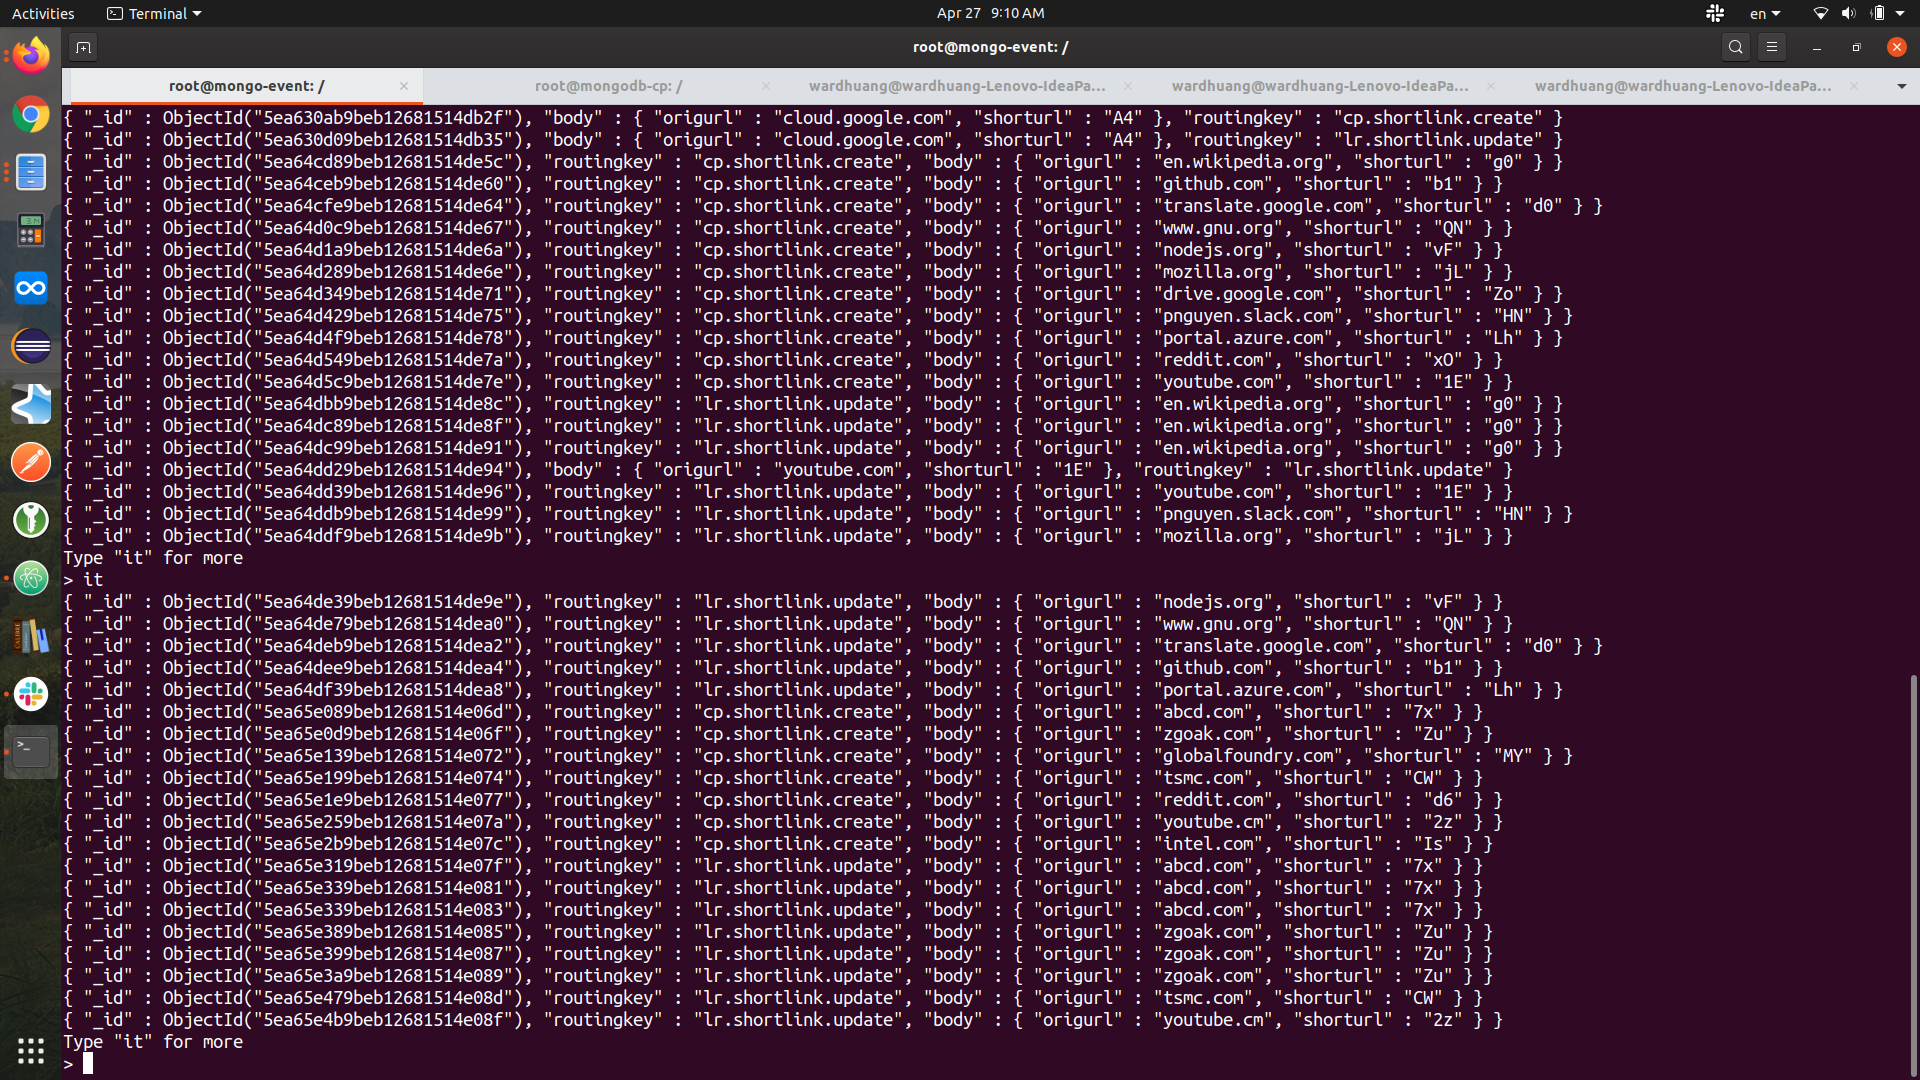 Activities
Terminal
Apr 27 9:10 AM
en
root@mongo-event: /
root@mongo-event: /
root@mongodb-cp: /
wardhuang@wardhuang-Lenovo-IdeaPa...
wardhuang@wardhuang-Lenovo-IdeaPa...
wardhuang@wardhuang-Lenovo-IdeaPa...
{ "_id" : ObjectId("5ea630ab9beb12681514db2f"), "body" : { "origurl" : "cloud.google.com", "shorturl" : "A4" }, "routingkey" : "cp.shortlink.create" }
{ "_id" : ObjectId("5ea630d09beb12681514db35"), "body" : { "origurl" : "cloud.google.com", "shorturl" : "A4" }, "routingkey" : "lr.shortlink.update" }
{ "_id" : ObjectId("5ea64cd89beb12681514de5c"), "routingkey" : "cp.shortlink.create", "body" : { "origurl" : "en.wikipedia.org", "shorturl" : "g0" } }
{ "_id" : ObjectId("5ea64ceb9beb12681514de60"), "routingkey" : "cp.shortlink.create", "body" : { "origurl" : "github.com", "shorturl" : "b1" } }
{ "_id" : ObjectId("5ea64cfe9beb12681514de64"), "routingkey" : "cp.shortlink.create", "body" : { "origurl" : "translate.google.com", "shorturl" : "d0" } }
{ "_id" : ObjectId("5ea64d0c9beb12681514de67"), "routingkey" : "cp.shortlink.create", "body" : { "origurl" : "www.gnu.org", "shorturl" : "QN" } }
{ "_id" : ObjectId("5ea64d1a9beb12681514de6a"), "routingkey" : "cp.shortlink.create", "body" : { "origurl" : "nodejs.org", "shorturl" : "vF" } }
{ "_id" : ObjectId("5ea64d289beb12681514de6e"), "routingkey" : "cp.shortlink.create", "body" : { "origurl" : "mozilla.org", "shorturl" : "jL" } }
{ "_id" : ObjectId("5ea64d349beb12681514de71"), "routingkey" : "cp.shortlink.create", "body" : { "origurl" : "drive.google.com", "shorturl" : "Zo" } }
{ "_id" : ObjectId("5ea64d429beb12681514de75"), "routingkey" : "cp.shortlink.create", "body" : { "origurl" : "pnguyen.slack.com", "shorturl" : "HN" } }
{ "_id" : ObjectId("5ea64d4f9beb12681514de78"), "routingkey" : "cp.shortlink.create", "body" : { "origurl" : "portal.azure.com", "shorturl" : "Lh" } }
{ "_id" : ObjectId("5ea64d549beb12681514de7a"), "routingkey" : "cp.shortlink.create", "body" : { "origurl" : "reddit.com", "shorturl" : "xO" } }
{ "_id" : ObjectId("5ea64d5c9beb12681514de7e"), "routingkey" : "cp.shortlink.create", "body" : { "origurl" : "youtube.com", "shorturl" : "1E" } }
{ "_id" : ObjectId("5ea64dbb9beb12681514de8c"), "routingkey" : "lr.shortlink.update", "body" : { "origurl" : "en.wikipedia.org", "shorturl" : "g0" } }
{ "_id" : ObjectId("5ea64dc89beb12681514de8f"), "routingkey" : "lr.shortlink.update", "body" : { "origurl" : "en.wikipedia.org", "shorturl" : "g0" } }
{ "_id" : ObjectId("5ea64dc99beb12681514de91"), "routingkey" : "lr.shortlink.update", "body" : { "origurl" : "en.wikipedia.org", "shorturl" : "g0" } }
{ "_id" : ObjectId("5ea64dd29beb12681514de94"), "body" : { "origurl" : "youtube.com", "shorturl" : "1E" }, "routingkey" : "lr.shortlink.update" }
{ "_id" : ObjectId("5ea64dd39beb12681514de96"), "routingkey" : "lr.shortlink.update", "body" : { "origurl" : "youtube.com", "shorturl" : "1E" } }
{ "_id" : ObjectId("5ea64ddb9beb12681514de99"), "routingkey" : "lr.shortlink.update", "body" : { "origurl" : "pnguyen.slack.com", "shorturl" : "HN" } }
{ "_id" : ObjectId("5ea64ddf9beb12681514de9b"), "routingkey" : "lr.shortlink.update", "body" : { "origurl" : "mozilla.org", "shorturl" : "jL" } }
Type "it" for more
> it
{ "_id" : ObjectId("5ea64de39beb12681514de9e"), "routingkey" : "lr.shortlink.update", "body" : { "origurl" : "nodejs.org", "shorturl" : "vF" } }
{ "_id" : ObjectId("5ea64de79beb12681514dea0"), "routingkey" : "lr.shortlink.update", "body" : { "origurl" : "www.gnu.org", "shorturl" : "QN" } }
{ "_id" : ObjectId("5ea64deb9beb12681514dea2"), "routingkey" : "lr.shortlink.update", "body" : { "origurl" : "translate.google.com", "shorturl" : "d0" } }
{ "_id" : ObjectId("5ea64dee9beb12681514dea4"), "routingkey" : "lr.shortlink.update", "body" : { "origurl" : "github.com", "shorturl" : "b1" } }
{ "_id" : ObjectId("5ea64df39beb12681514dea8"), "routingkey" : "lr.shortlink.update", "body" : { "origurl" : "portal.azure.com", "shorturl" : "Lh" } }
{ "_id" : ObjectId("5ea65e089beb12681514e06d"), "routingkey" : "cp.shortlink.create", "body" : { "origurl" : "abcd.com", "shorturl" : "7x" } }
{ "_id" : ObjectId("5ea65e0d9beb12681514e06f"), "routingkey" : "cp.shortlink.create", "body" : { "origurl" : "zgoak.com", "shorturl" : "Zu" } }
{ "_id" : ObjectId("5ea65e139beb12681514e072"), "routingkey" : "cp.shortlink.create", "body" : { "origurl" : "globalfoundry.com", "shorturl" : "MY" } }
{ "_id" : ObjectId("5ea65e199beb12681514e074"), "routingkey" : "cp.shortlink.create", "body" : { "origurl" : "tsmc.com", "shorturl" : "CW" } }
{ "_id" : ObjectId("5ea65e1e9beb12681514e077"), "routingkey" : "cp.shortlink.create", "body" : { "origurl" : "reddit.com", "shorturl" : "d6" } }
{ "_id" : ObjectId("5ea65e259beb12681514e07a"), "routingkey" : "cp.shortlink.create", "body" : { "origurl" : "youtube.cm", "shorturl" : "2z" } }
{ "_id" : ObjectId("5ea65e2b9beb12681514e07c"), "routingkey" : "cp.shortlink.create", "body" : { "origurl" : "intel.com", "shorturl" : "Is" } }
{ "_id" : ObjectId("5ea65e319beb12681514e07f"), "routingkey" : "lr.shortlink.update", "body" : { "origurl" : "abcd.com", "shorturl" : "7x" } }
{ "_id" : ObjectId("5ea65e339beb12681514e081"), "routingkey" : "lr.shortlink.update", "body" : { "origurl" : "abcd.com", "shorturl" : "7x" } }
{ "_id" : ObjectId("5ea65e339beb12681514e083"), "routingkey" : "lr.shortlink.update", "body" : { "origurl" : "abcd.com", "shorturl" : "7x" } }
{ "_id" : ObjectId("5ea65e389beb12681514e085"), "routingkey" : "lr.shortlink.update", "body" : { "origurl" : "zgoak.com", "shorturl" : "Zu" } }
{ "_id" : ObjectId("5ea65e399beb12681514e087"), "routingkey" : "lr.shortlink.update", "body" : { "origurl" : "zgoak.com", "shorturl" : "Zu" } }
{ "_id" : ObjectId("5ea65e3a9beb12681514e089"), "routingkey" : "lr.shortlink.update", "body" : { "origurl" : "zgoak.com", "shorturl" : "Zu" } }
{ "_id" : ObjectId("5ea65e479beb12681514e08d"), "routingkey" : "lr.shortlink.update", "body" : { "origurl" : "tsmc.com", "shorturl" : "CW" } }
{ "_id" : ObjectId("5ea65e4b9beb12681514e08f"), "routingkey" : "lr.shortlink.update", "body" : { "origurl" : "youtube.cm", "shorturl" : "2z" } }
Type "it" for more
>